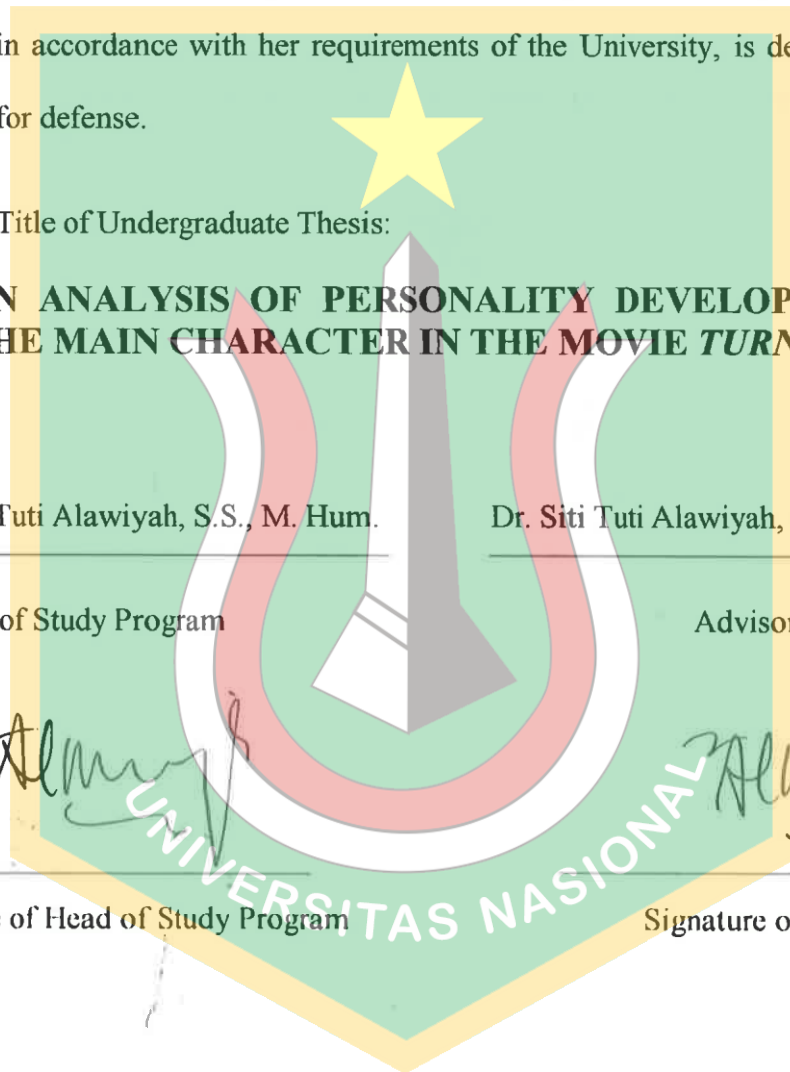 in accordance with her requirements of the University, is de
for defense.
Title of Undergraduate Thesis:
N ANALYSIS OF PERSONALITY DEVELOP
HE MAIN CHARACTER IN THE MOVIE TURN
Tuti Alawiyah, S.S., M. Hum. Dr. Siti Tuti Alawiyah,
of Study Program Advisor
UNIVERSITAS NASIONAL
of Head of Study Program Signature o